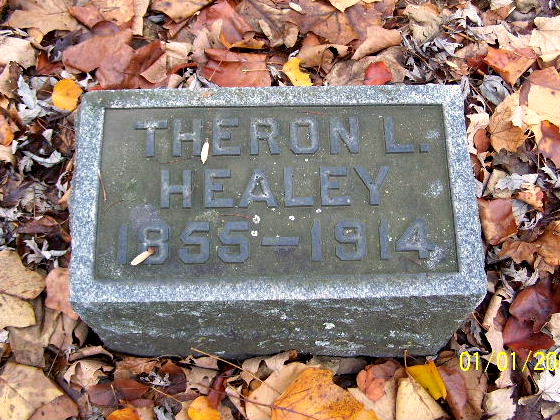 THERON L.
HEALEY
1855-1914
01/01/20